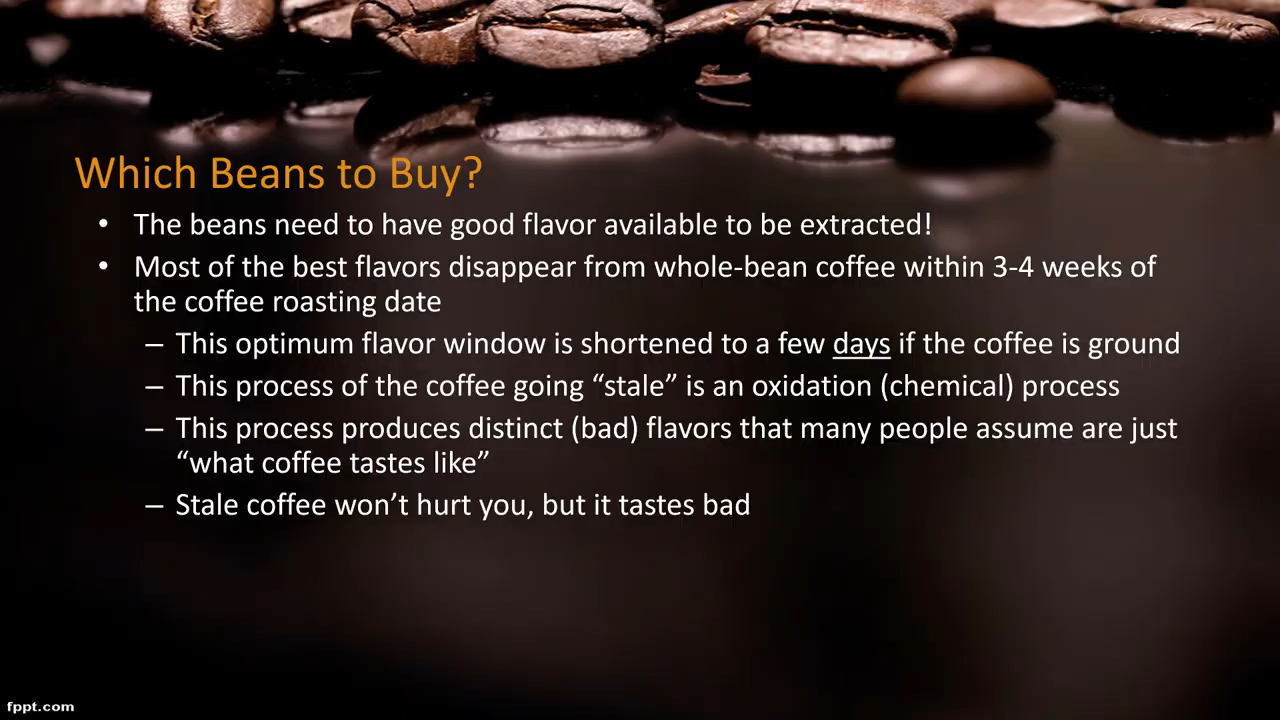 Which Beans to Buy?
• The beans need to have good flavor available to be extracted!
• Most of the best flavors disappear from whole-bean coffee within 3-4 weeks of
the coffee roasting date
– This optimum flavor window is shortened to a few days if the coffee is ground
– This process of the coffee going “stale” is an oxidation (chemical) process
– This process produces distinct (bad) flavors that many people assume are just
“what coffee tastes like”
– Stale coffee won’t hurt you, but it tastes bad
fppt.com